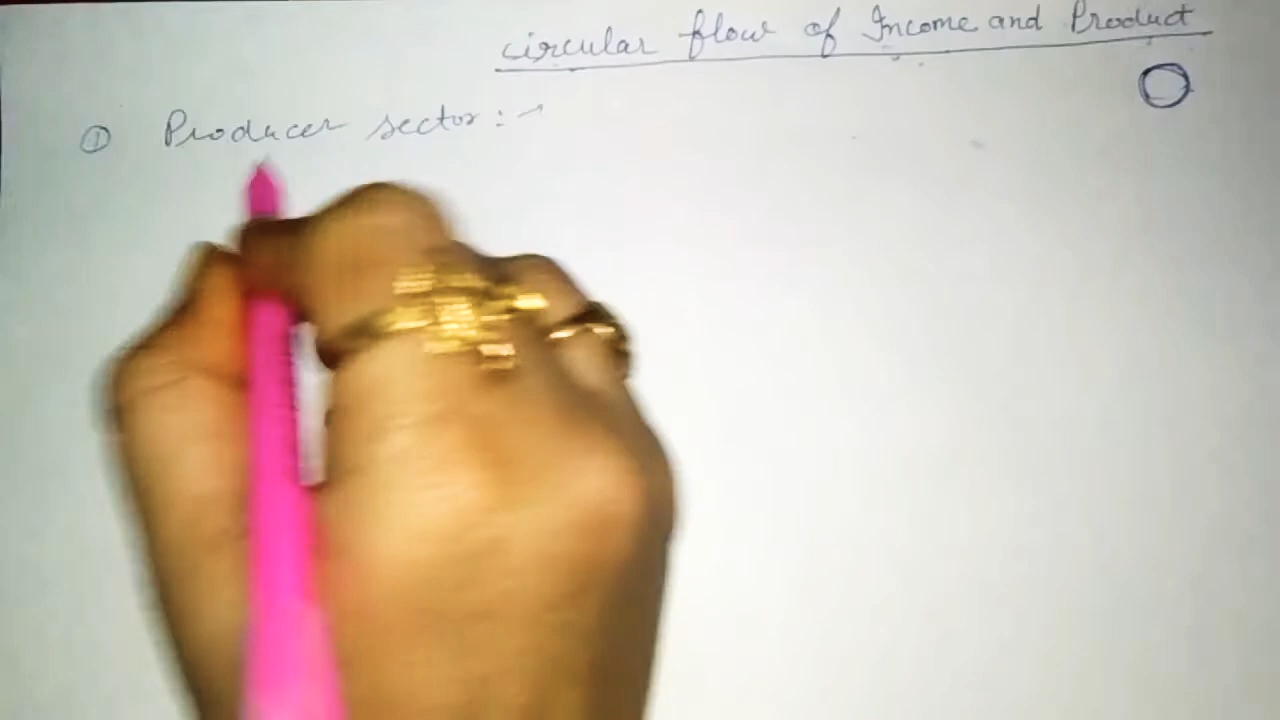 circular flow of Income and Product
① Producer sector : →